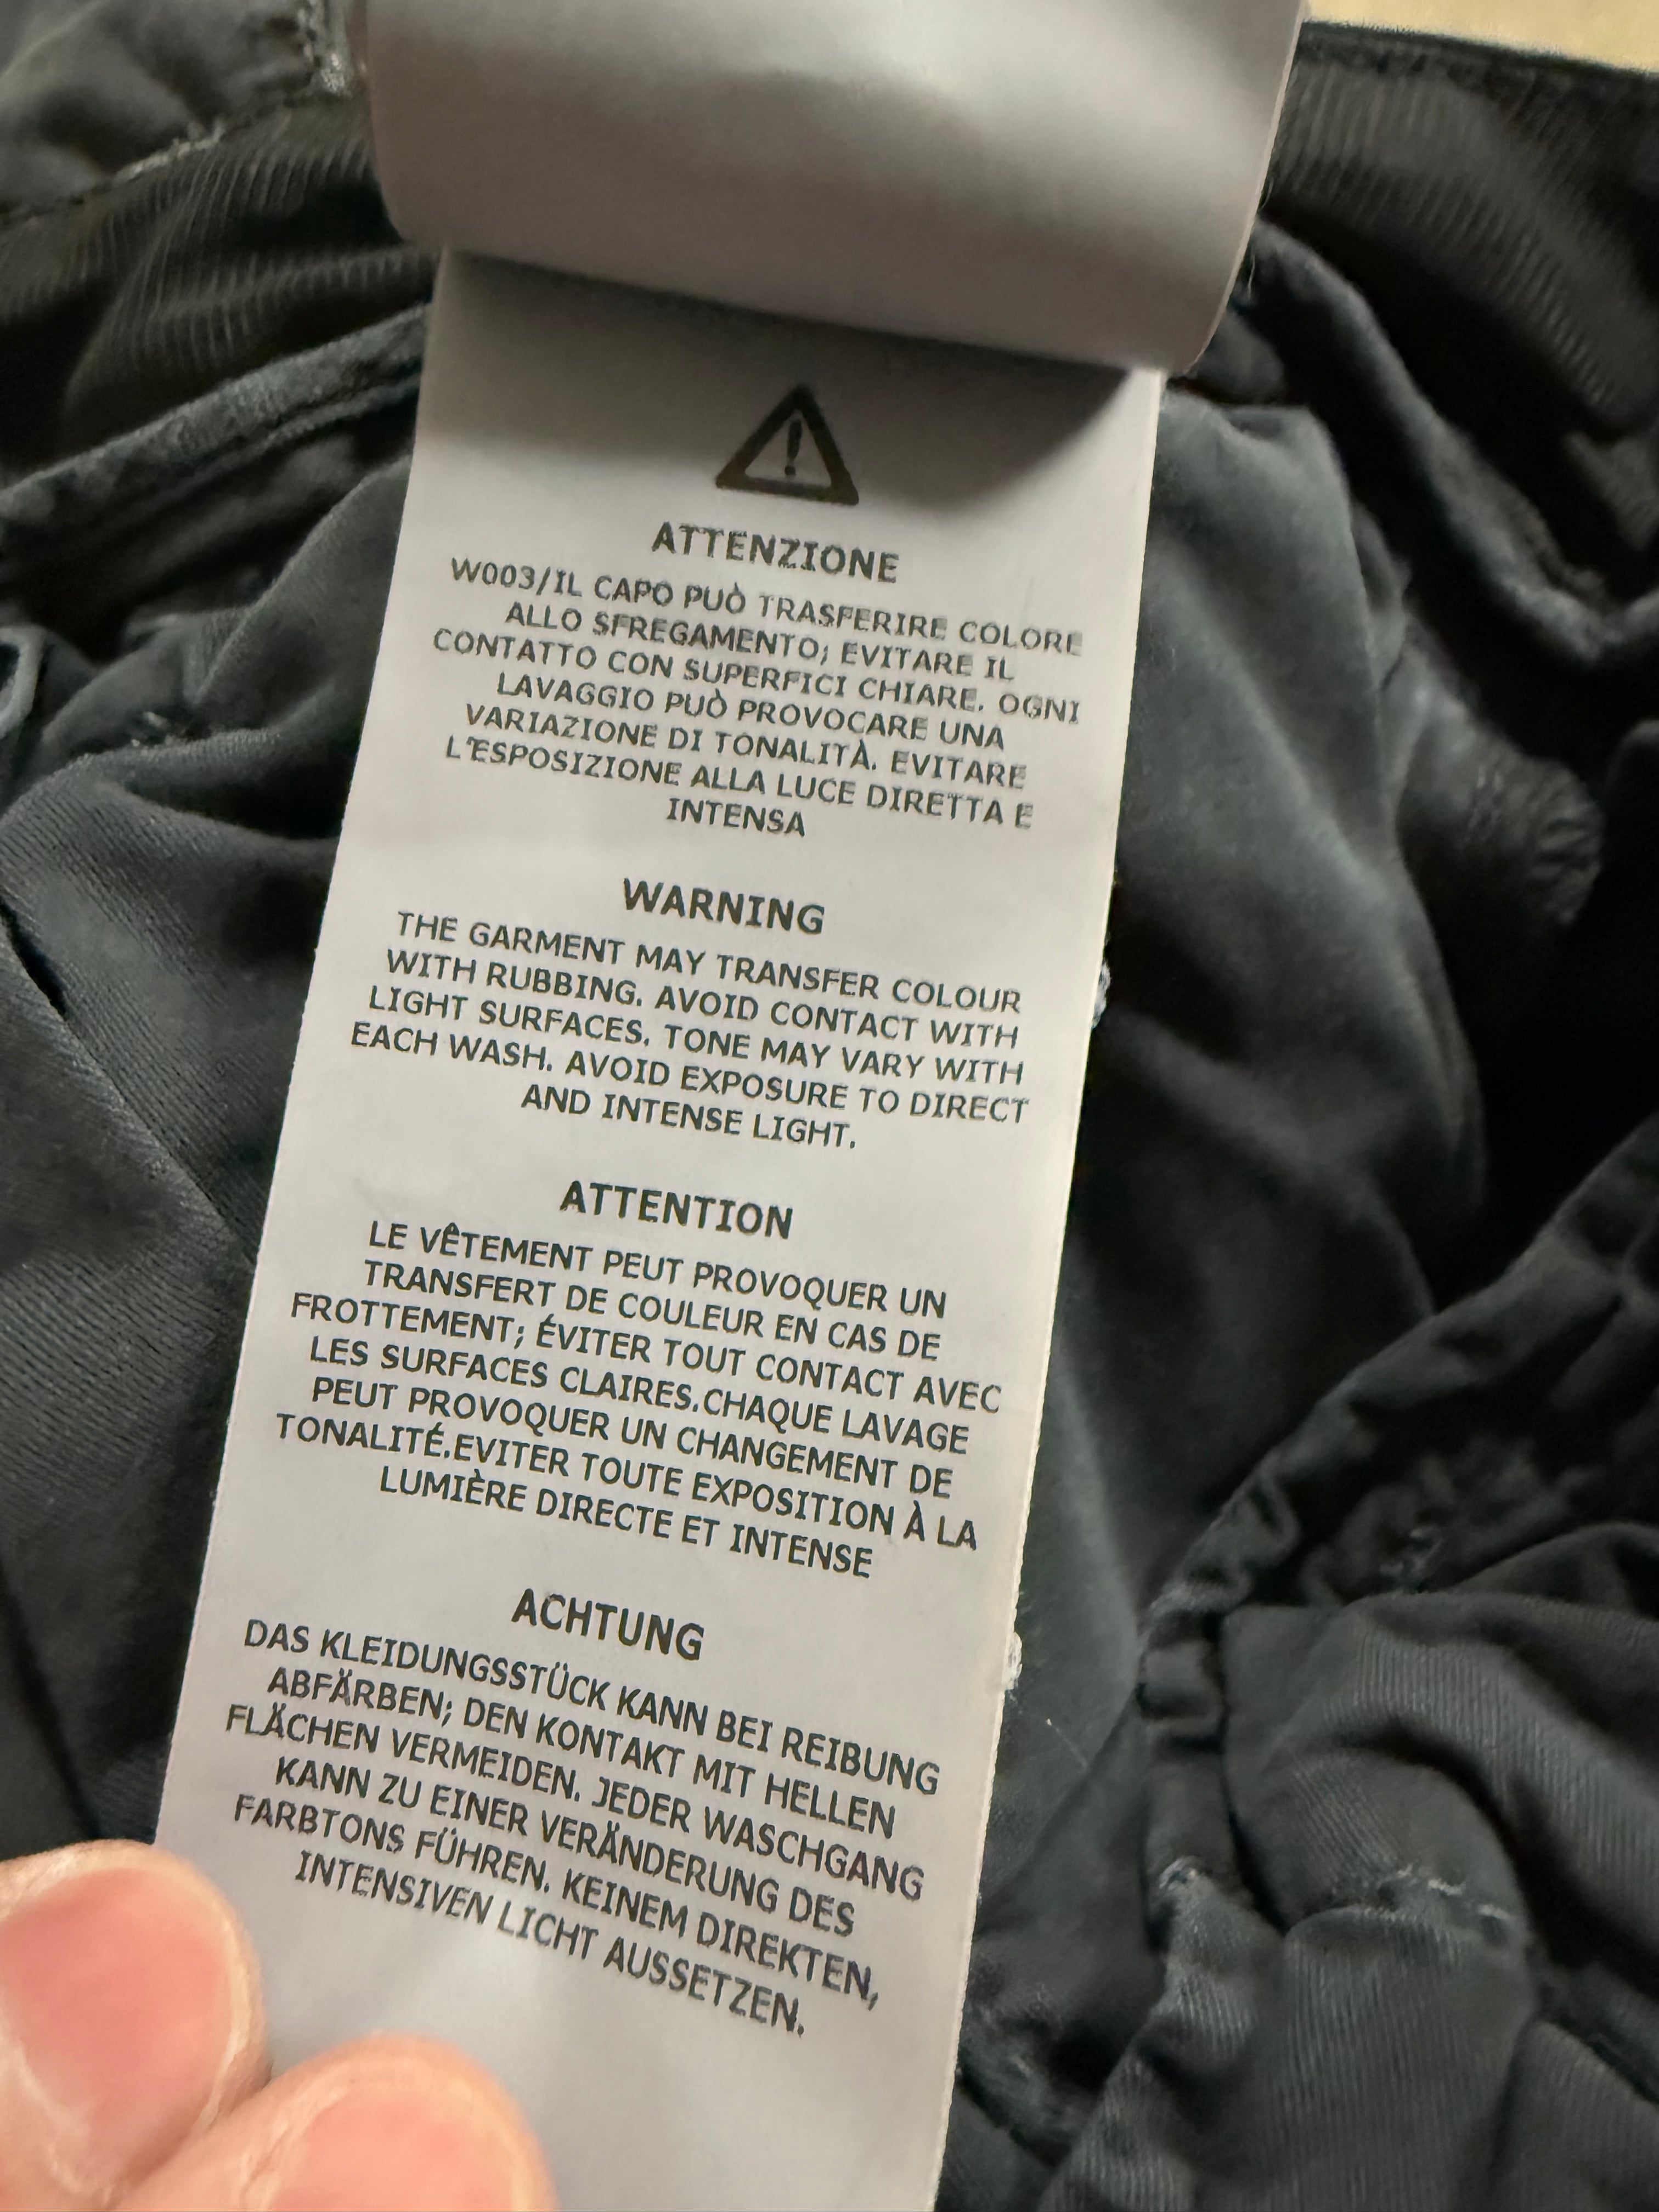 ATTENZIONE
W003/IL CAPO PUÒ TRASFERIRE COLORE
ALLO SFREGAMENTO; EVITARE IL
CONTATTO CON SUPERFICI CHIARE. OGNI
LAVAGGIO PUÒ PROVOCARE UNA
VARIAZIONE DI TONALITÀ. EVITARE
L'ESPOSIZIONE ALLA LUCE DIRETTA E
INTENSA
WARNING
THE GARMENT MAY TRANSFER COLOUR
WITH RUBBING. AVOID CONTACT WITH
LIGHT SURFACES. TONE MAY VARY WITH
EACH WASH. AVOID EXPOSURE TO DIRECT
AND INTENSE LIGHT.
ATTENTION
LE VÊTEMENT PEUT PROVOQUER UN
TRANSFERT DE COULEUR EN CAS DE
FROTTEMENT; ÉVITER TOUT CONTACT AVEC
LES SURFACES CLAIRES.CHAQUE LAVAGE
PEUT PROVOQUER UN CHANGEMENT DE
TONALITÉ.EVITER TOUTE EXPOSITION À LA
LUMIÈRE DIRECTE ET INTENSE
ACHTUNG
DAS KLEIDUNGSSTÜCK KANN BEI REIBUNG
ABFÄRBEN; DEN KONTAKT MIT HELLEN
FLÄCHEN VERMEIDEN. JEDER WASCHGANG
KANN ZU EINER VERÄNDERUNG DES
FARBTONS FÜHREN. KEINEM DIREKTEN,
INTENSIVEN LICHT AUSSETZEN.